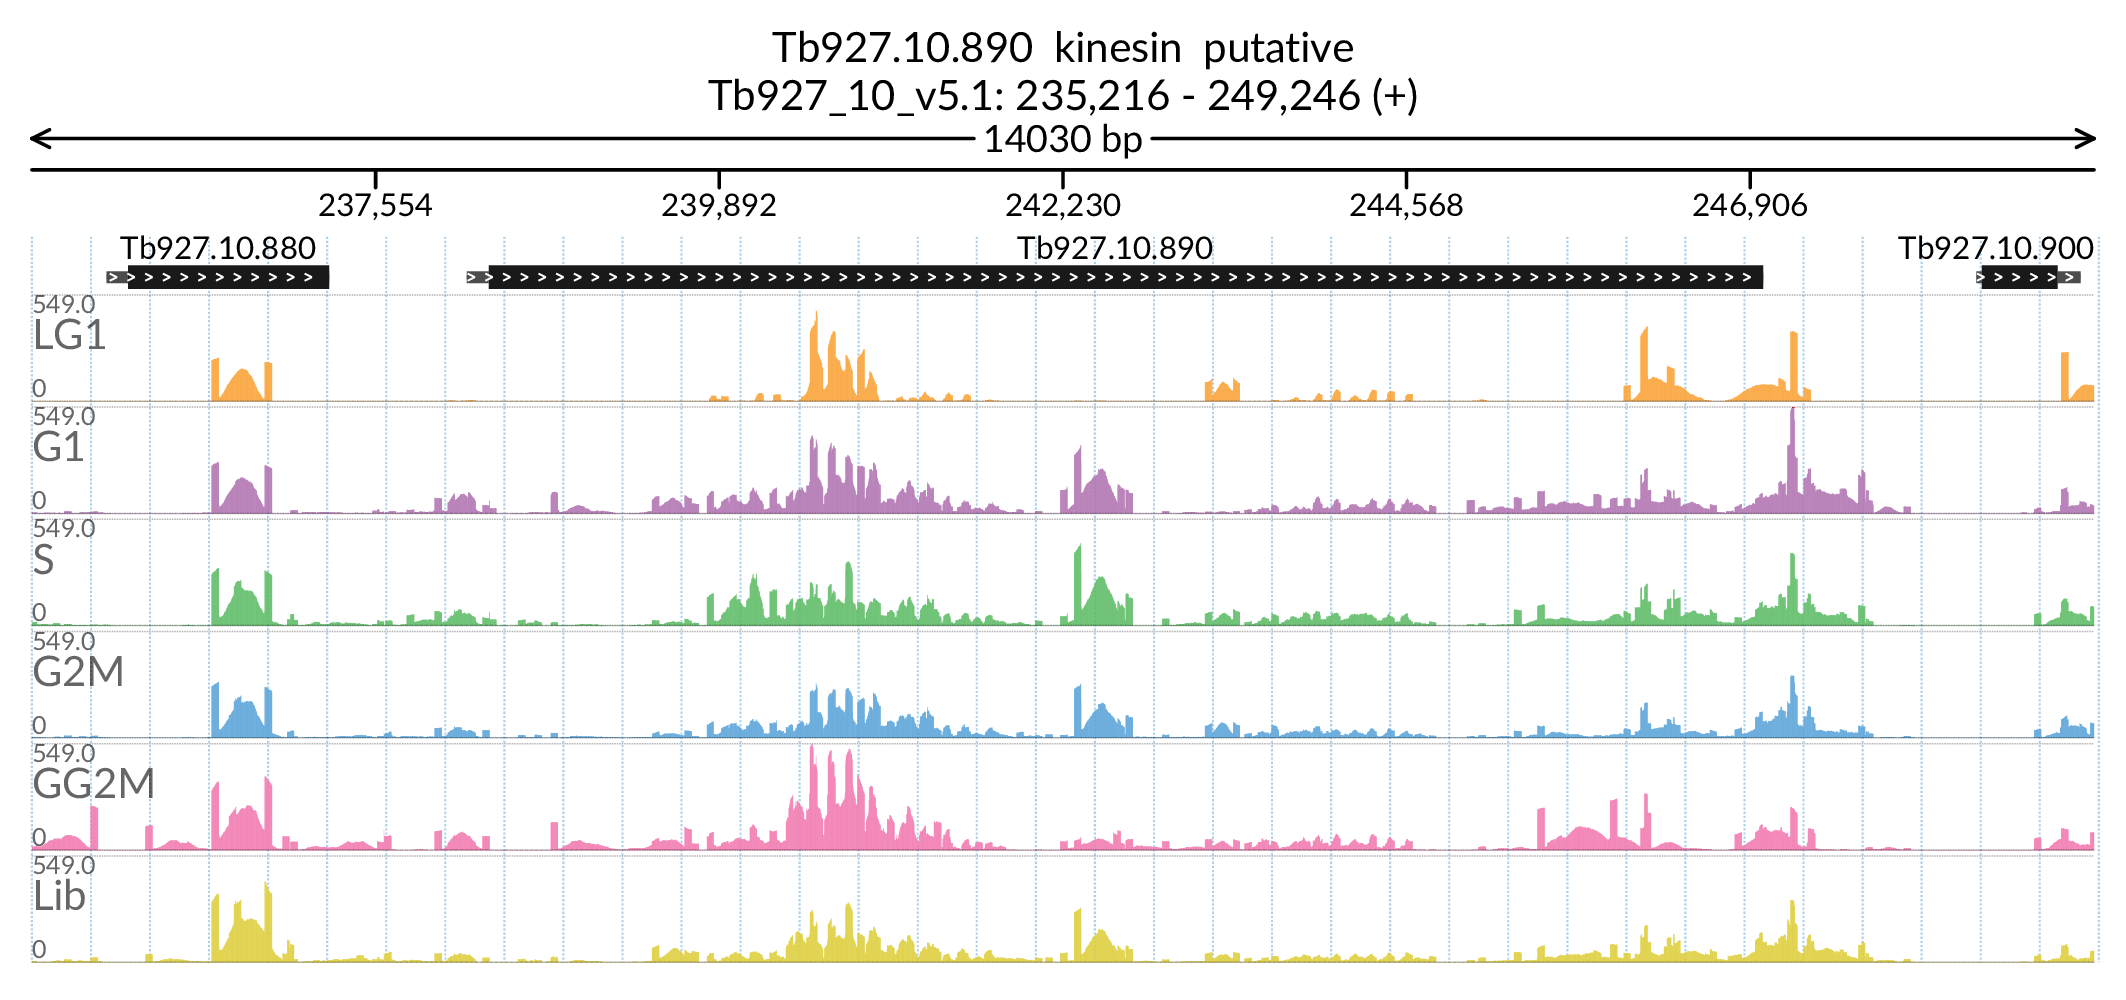 Tb927.10.890 kinesin putative
Tb927_10_v5.1: 235,216 - 249,246 (+)
14030 bp
237,554 239,892 242,230 244,568 246,906
Tb927.10.880 Tb927.10.890 Tb927.10.900
549.0
LG1
0
549.0
G1
0
549.0
S
0
549.0
G2M
0
549.0
GG2M
0
549.0
Lib
0